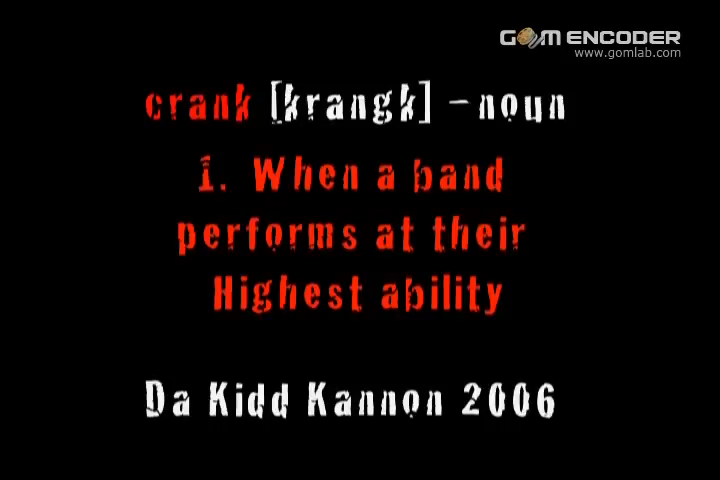 GOM ENCODER
www.gomlab.com
crank [krangk] –noun
1. When a band
performs at their
Highest ability
Da Kidd Kannon 2006